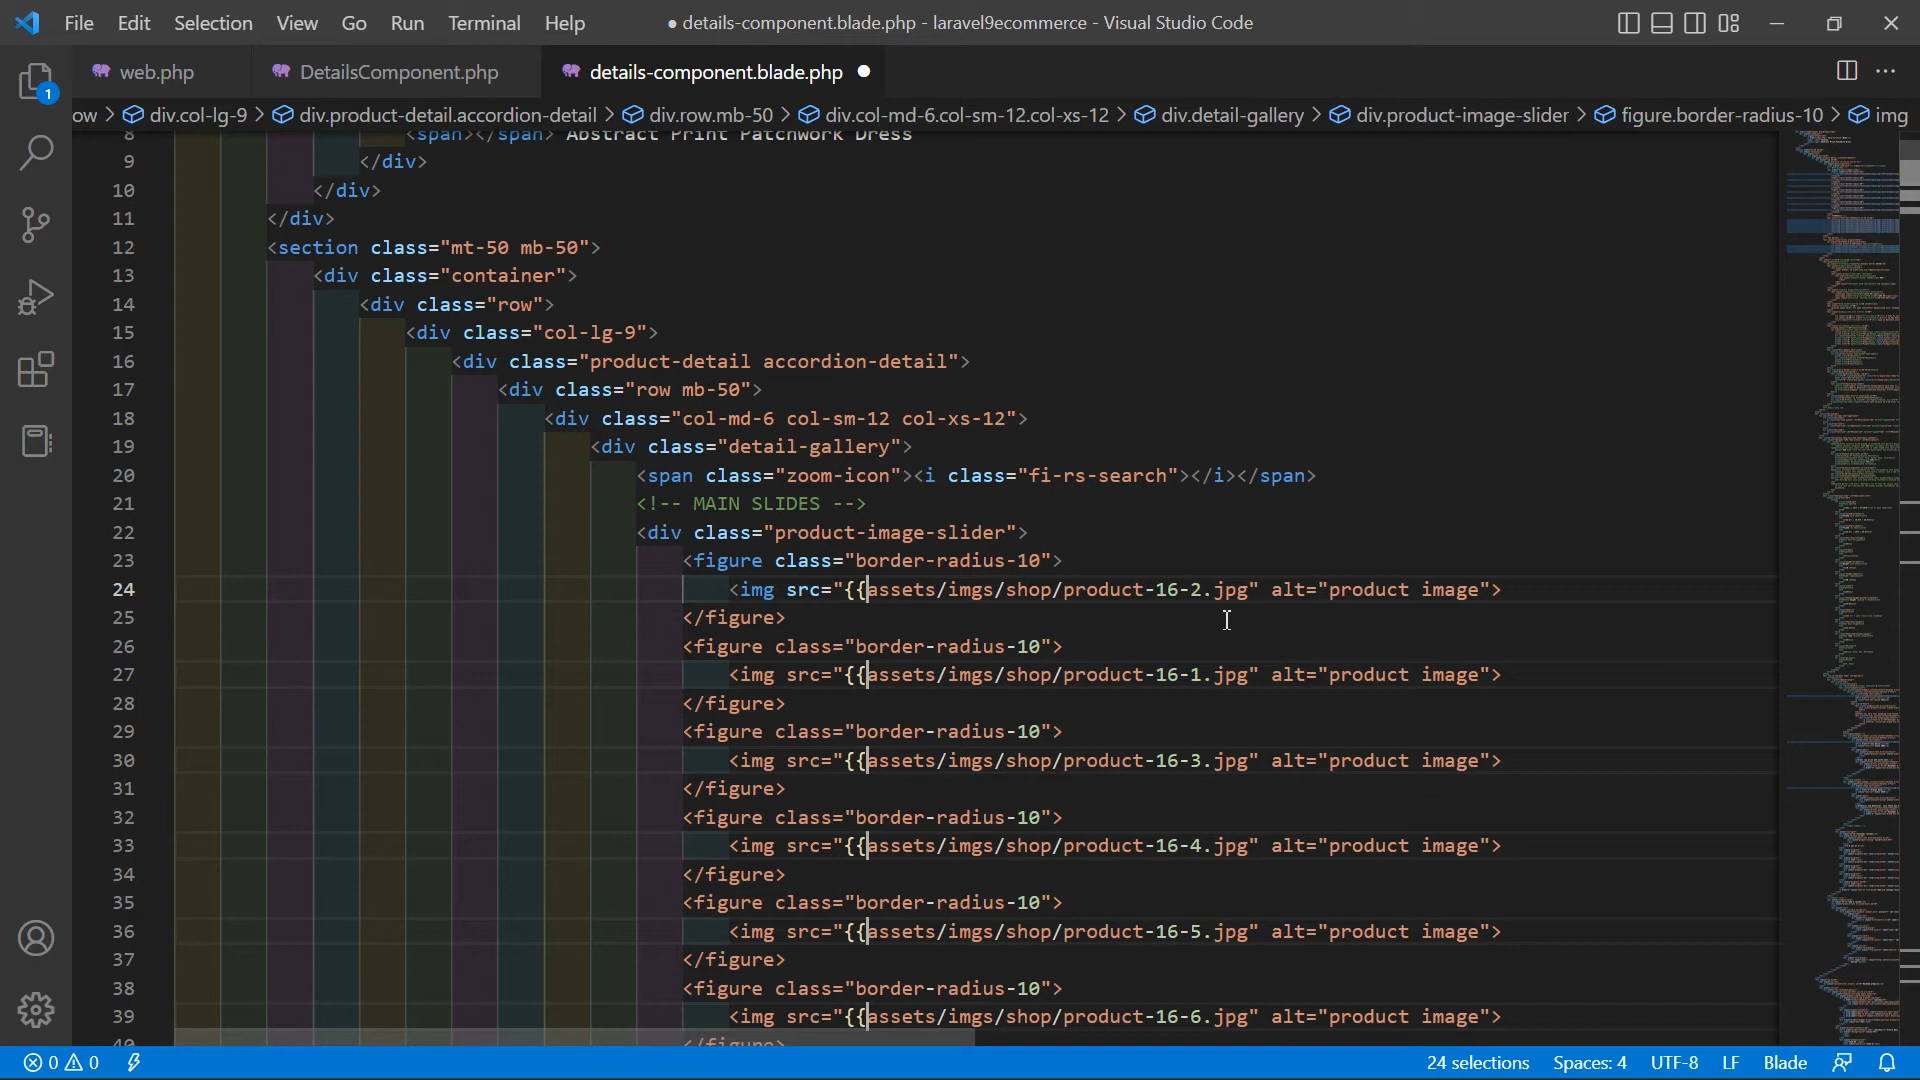 File Edit Selection View Go Run Terminal Help ● details-component.blade.php - laravel9ecommerce - Visual Studio Code
web.php DetailsComponent.php details-component.blade.php
1
ow > div.col-lg-9 > div.product-detail.accordion-detail > div.row.mb-50 > div.col-md-6.col-sm-12.col-xs-12 > div.detail-gallery > div.product-image-slider > figure.border-radius-10 > img
8 <span></span> Abstract Print Patchwork Dress
9 </div>
10 </div>
11 </div>
12 <section class="mt-50 mb-50">
13 <div class="container">
14 <div class="row">
15 <div class="col-lg-9">
16 <div class="product-detail accordion-detail">
17 <div class="row mb-50">
18 <div class="col-md-6 col-sm-12 col-xs-12">
19 <div class="detail-gallery">
20 <span class="zoom-icon"><i class="fi-rs-search"></i></span>
21 <!-- MAIN SLIDES -->
22 <div class="product-image-slider">
23 <figure class="border-radius-10">
24 <img src="{{assets/imgs/shop/product-16-2.jpg" alt="product image">
25 </figure>
26 <figure class="border-radius-10">
27 <img src="{{assets/imgs/shop/product-16-1.jpg" alt="product image">
28 </figure>
29 <figure class="border-radius-10">
30 <img src="{{assets/imgs/shop/product-16-3.jpg" alt="product image">
31 </figure>
32 <figure class="border-radius-10">
33 <img src="{{assets/imgs/shop/product-16-4.jpg" alt="product image">
34 </figure>
35 <figure class="border-radius-10">
36 <img src="{{assets/imgs/shop/product-16-5.jpg" alt="product image">
37 </figure>
38 <figure class="border-radius-10">
39 <img src="{{assets/imgs/shop/product-16-6.jpg" alt="product image">
40 </figure>
0 0 24 selections Spaces: 4 UTF-8 LF Blade